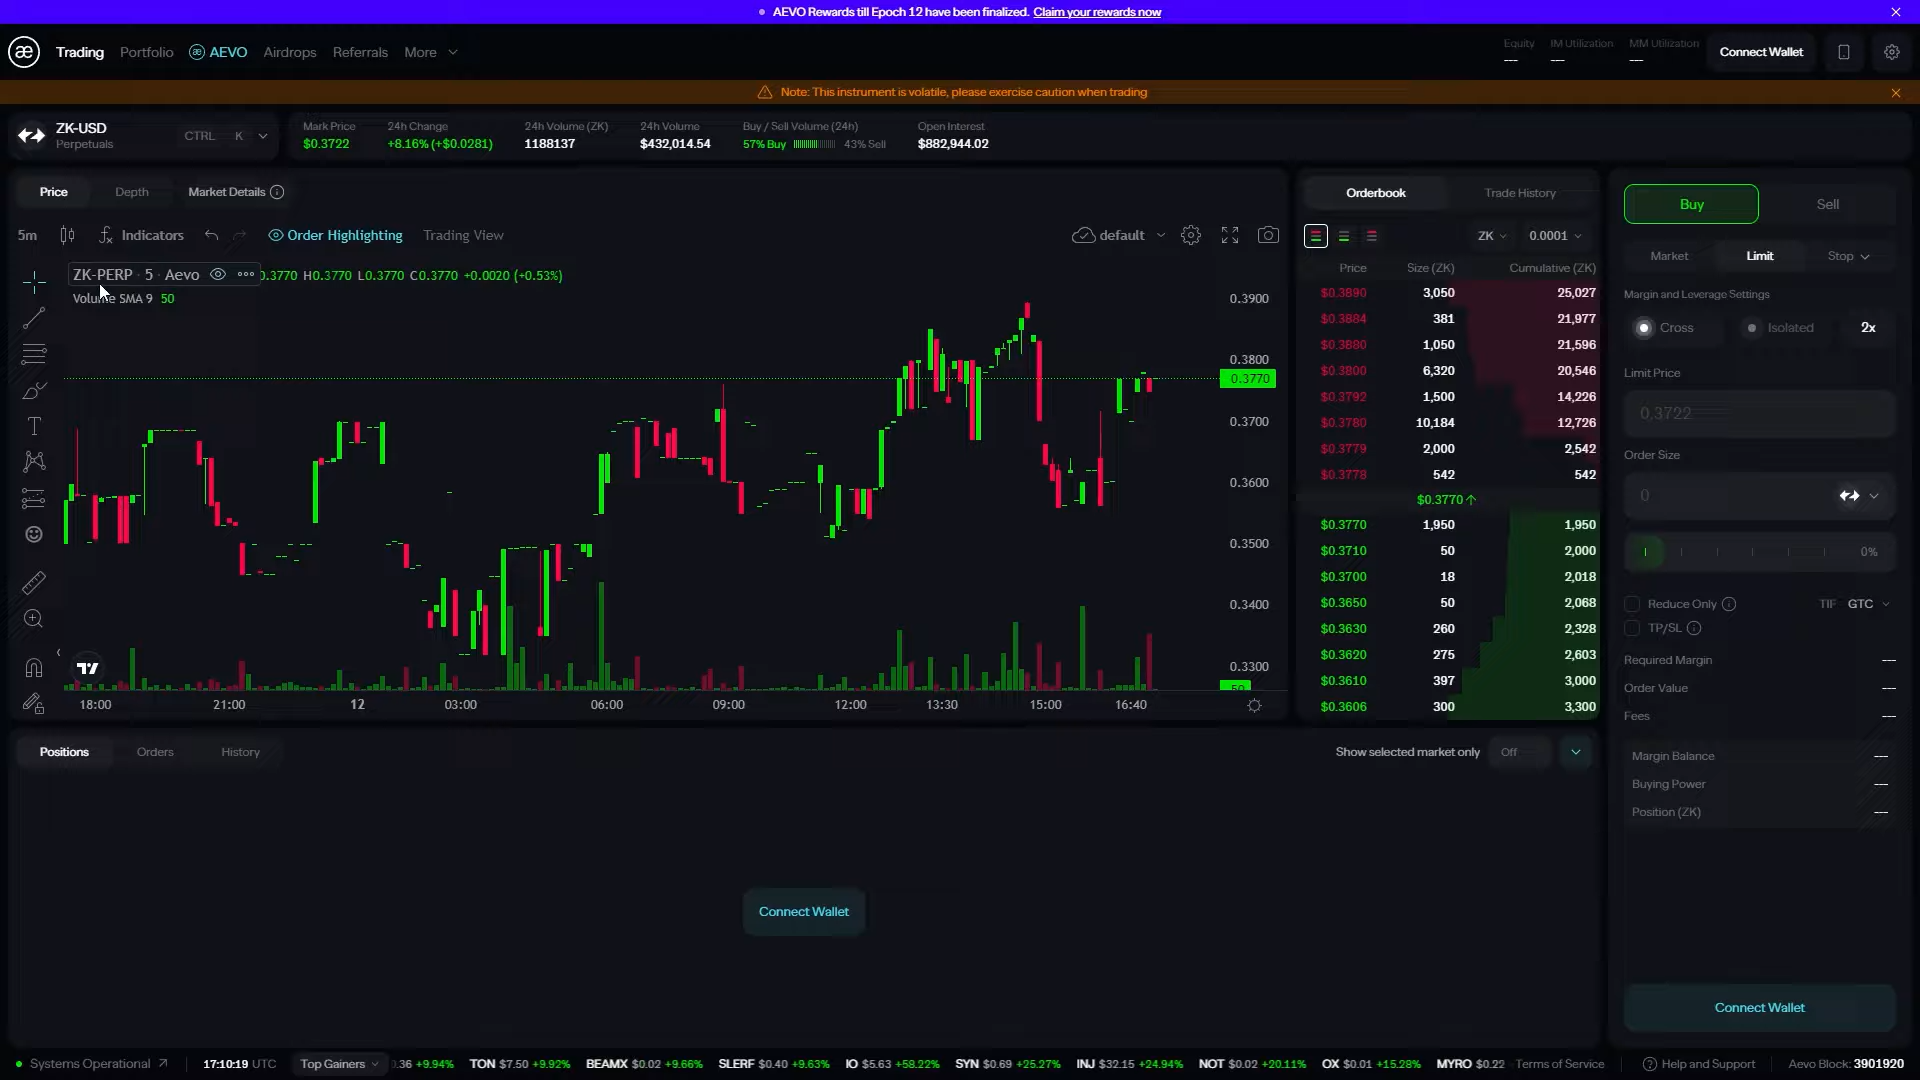 AEVO Rewards till Epoch 12 have been finalized. Claim your rewards now
Trading Portfolio AEVO Airdrops Referrals More
Equity IM Utilization MM Utilization
--- --- ---
Connect Wallet
Note: This instrument is volatile, please exercise caution when trading
ZK-USD
Perpetuals
CTRL K
Mark Price 24h Change 24h Volume (ZK) 24h Volume Buy / Sell Volume (24h) Open Interest
$0.3722 +8.16% (+$0.0281) 1188137 $432,014.54 57% Buy 43% Sell $882,944.02
Price Depth Market Details
5m Indicators Order Highlighting Trading View default
ZK-PERP · 5 · Aevo 0.3770 H0.3770 L0.3770 C0.3770 +0.0020 (+0.53%)
Volume SMA 9 50
0.3900
0.3800
0.3770
0.3700
0.3600
0.3500
0.3400
0.3300
50
18:00 21:00 12 03:00 06:00 09:00 12:00 13:30 15:00 16:40
Orderbook Trade History
ZK 0.0001
Price Size (ZK) Cumulative (ZK)
$0.3890 3,050 25,027
$0.3884 381 21,977
$0.3880 1,050 21,596
$0.3800 6,320 20,546
$0.3792 1,500 14,226
$0.3780 10,184 12,726
$0.3779 2,000 2,542
$0.3778 542 542
$0.3770↑
$0.3770 1,950 1,950
$0.3710 50 2,000
$0.3700 18 2,018
$0.3650 50 2,068
$0.3630 260 2,328
$0.3620 275 2,603
$0.3610 397 3,000
$0.3606 300 3,300
Buy Sell
Market Limit Stop
Margin and Leverage Settings
Cross Isolated 2x
Limit Price
0.3722
Order Size
0
0%
Reduce Only TIF GTC
TP/SL
Required Margin ---
Order Value ---
Fees ---
Margin Balance ---
Buying Power ---
Position (ZK) ---
Connect Wallet
Positions Orders History
Show selected market only Off
Connect Wallet
Systems Operational 17:10:19 UTC Top Gainers .36 +9.94% TON $7.50 +9.92% BEAMX $0.02 +9.66% SLERF $0.40 +9.63% IO $5.63 +58.22% SYN $0.69 +25.27% INJ $32.15 +24.94% NOT $0.02 +20.11% OX $0.01 +15.28% MYRO $0.22 Terms of Service Help and Support Aevo Block: 3901920